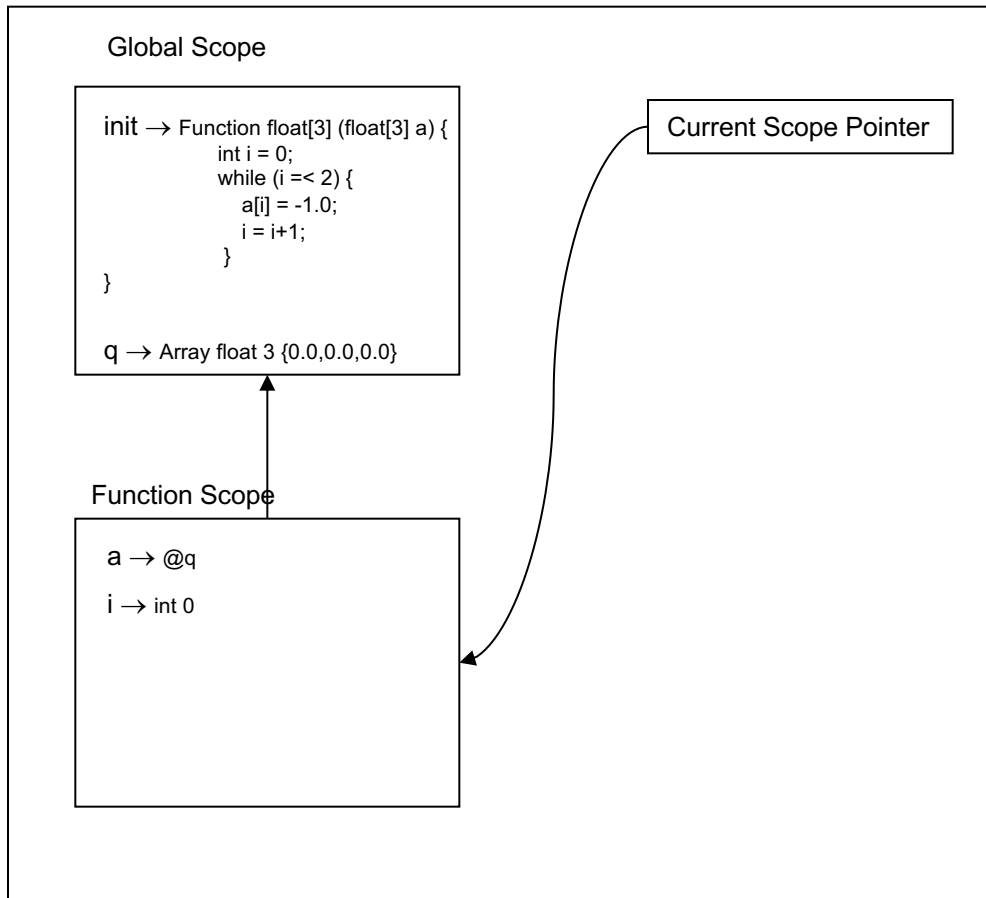 Global Scope
init → Function float[3] (float[3] a) {
int i = 0;
while (i =< 2) {
a[i] = -1.0;
i = i+1;
}
}
q → Array float 3 {0.0,0.0,0.0}
Current Scope Pointer
Function Scope
a → @q
i → int 0